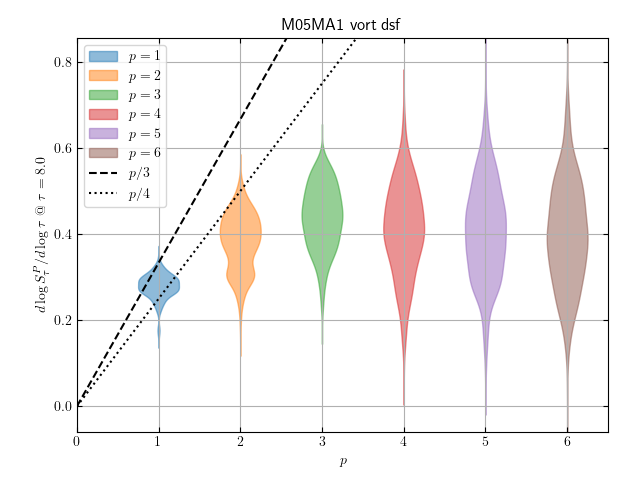 M05MA1 vort dsf
d log S_τ^P / d log τ @ τ = 8.0
0.8
0.6
0.4
0.2
0.0
p = 1
p = 2
p = 3
p = 4
p = 5
p = 6
p/3
p/4
0 1 2 3 4 5 6
p